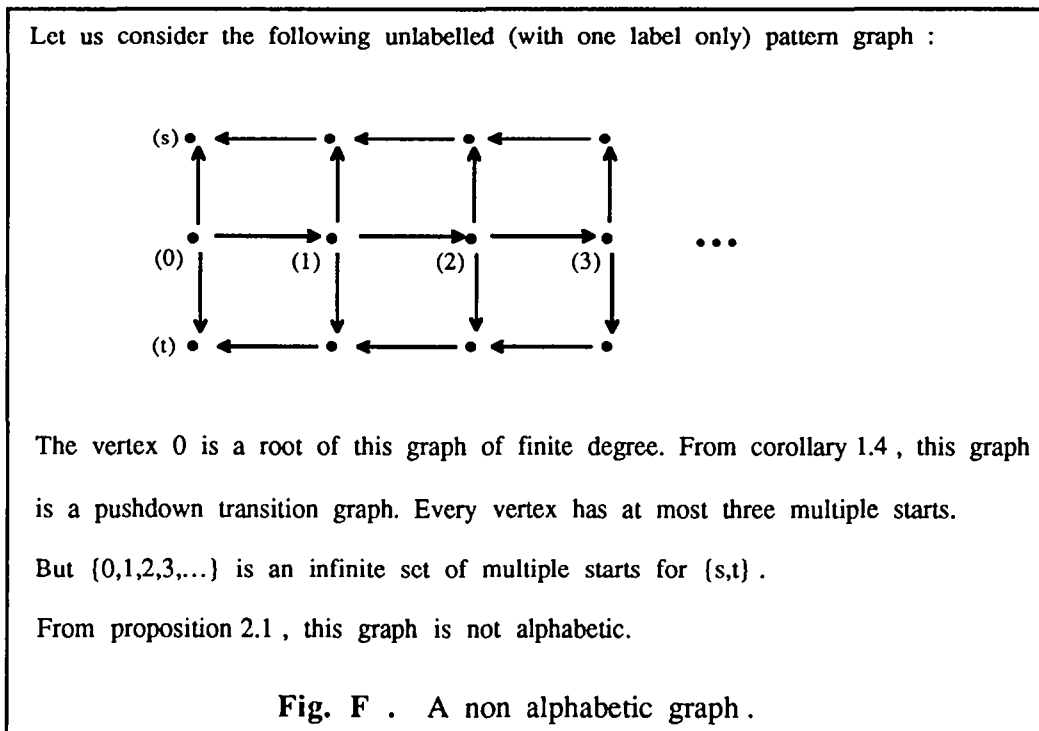 Let us consider the following unlabelled (with one label only) pattern graph :
(s)
(0) (1) (2) (3)
(t)
The vertex 0 is a root of this graph of finite degree. From corollary 1.4 , this graph
is a pushdown transition graph. Every vertex has at most three multiple starts.
But {0,1,2,3,...} is an infinite set of multiple starts for {s,t} .
From proposition 2.1 , this graph is not alphabetic.
Fig. F . A non alphabetic graph .